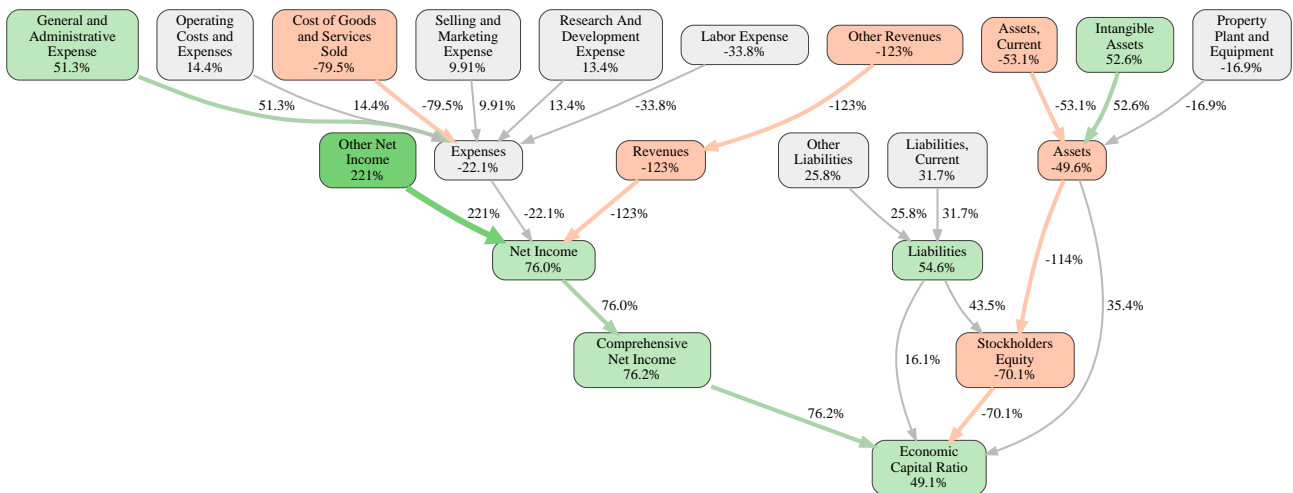 General and
Administrative
Expense
51.3%
Operating
Costs and
Expenses
14.4%
Cost of Goods
and Services
Sold
-79.5%
Selling and
Marketing
Expense
9.91%
Research And
Development
Expense
13.4%
Labor Expense
-33.8%
Other Revenues
-123%
Assets,
Current
-53.1%
Intangible
Assets
52.6%
Property
Plant and
Equipment
-16.9%
51.3%
14.4%
-79.5%
9.91%
13.4%
-33.8%
-123%
-53.1%
52.6%
-16.9%
Other Net
Income
221%
Expenses
-22.1%
Revenues
-123%
Other
Liabilities
25.8%
Liabilities,
Current
31.7%
Assets
-49.6%
221%
-22.1%
-123%
25.8%
31.7%
-114%
35.4%
Net Income
76.0%
Liabilities
54.6%
76.0%
43.5%
16.1%
Comprehensive
Net Income
76.2%
Stockholders
Equity
-70.1%
76.2%
-70.1%
Economic
Capital Ratio
49.1%